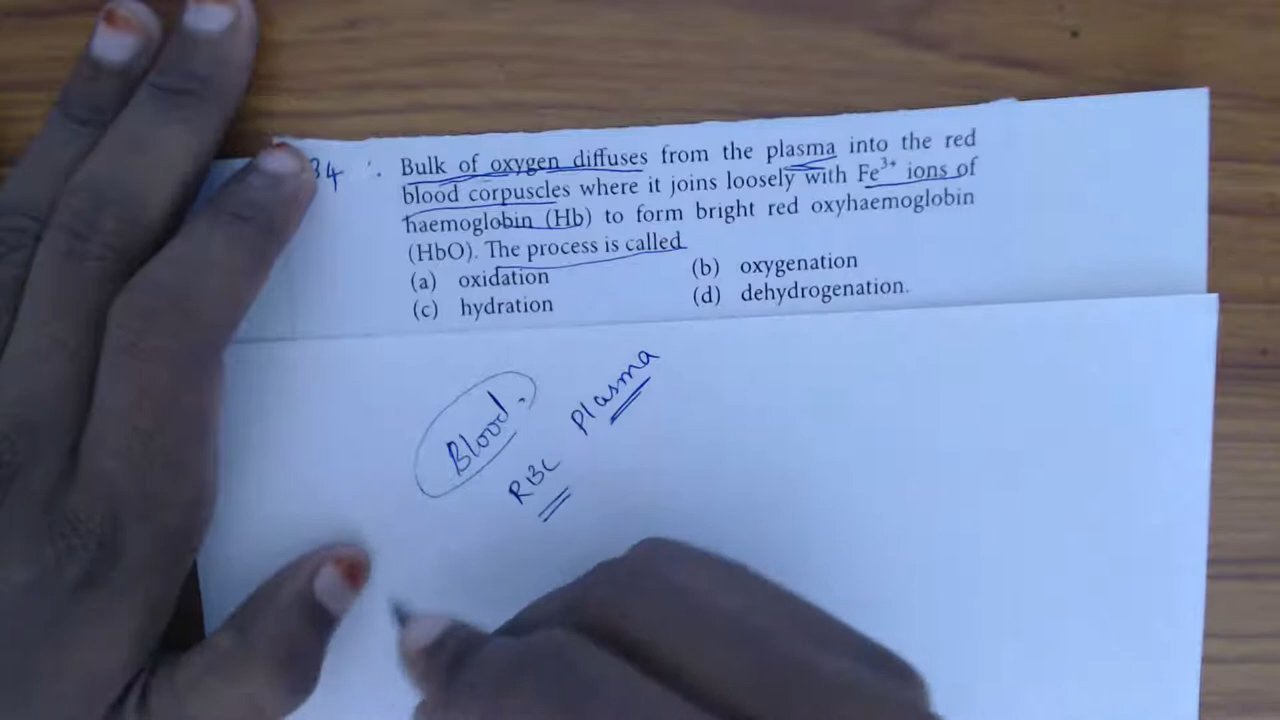 34 . Bulk of oxygen diffuses from the plasma into the red
blood corpuscles where it joins loosely with Fe³⁺ ions of
haemoglobin (Hb) to form bright red oxyhaemoglobin
(HbO). The process is called
(a) oxidation (b) oxygenation
(c) hydration (d) dehydrogenation.
Blood.
RBC Plasma